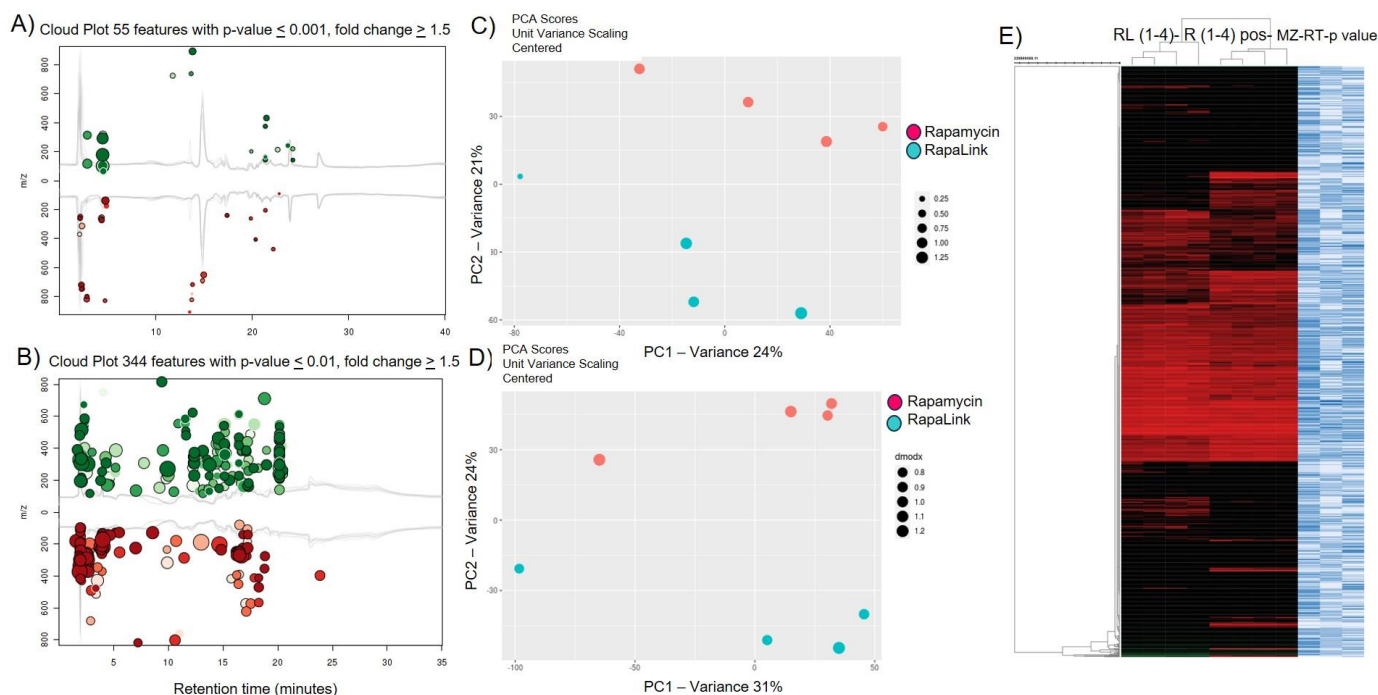 A)
Cloud Plot 55 features with p-value ≤ 0.001, fold change ≥ 1.5
m/z
800
600
400
200
0
200
400
600
800
10
20
30
40
B)
Cloud Plot 344 features with p-value ≤ 0.01, fold change ≥ 1.5
m/z
800
600
400
200
0
200
400
600
800
5
10
15
20
25
30
35
Retention time (minutes)
C)
PCA Scores
Unit Variance Scaling
Centered
PC2 – Variance 21%
30
0
30
-60
-80
-40
0
40
PC1 – Variance 24%
Rapamycin
RapaLink
0.25
0.50
0.75
1.00
1.25
D)
PCA Scores
Unit Variance Scaling
Centered
PC2 – Variance 24%
30
0
-30
-100
-50
0
50
PC1 – Variance 31%
Rapamycin
RapaLink
dmodx
0.8
0.9
1.0
1.1
1.2
E)
RL (1-4)- R (1-4) pos- MZ-RT-p value